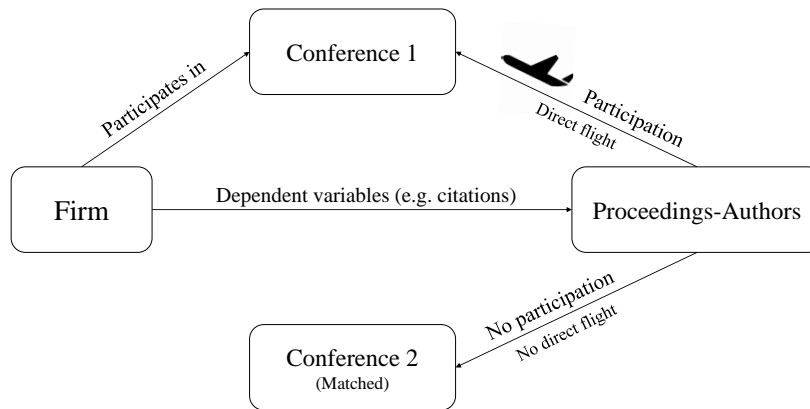 Conference 1
Participates in
Participation
Direct flight
Firm
Dependent variables (e.g. citations)
Proceedings-Authors
No participation
No direct flight
Conference 2
(Matched)